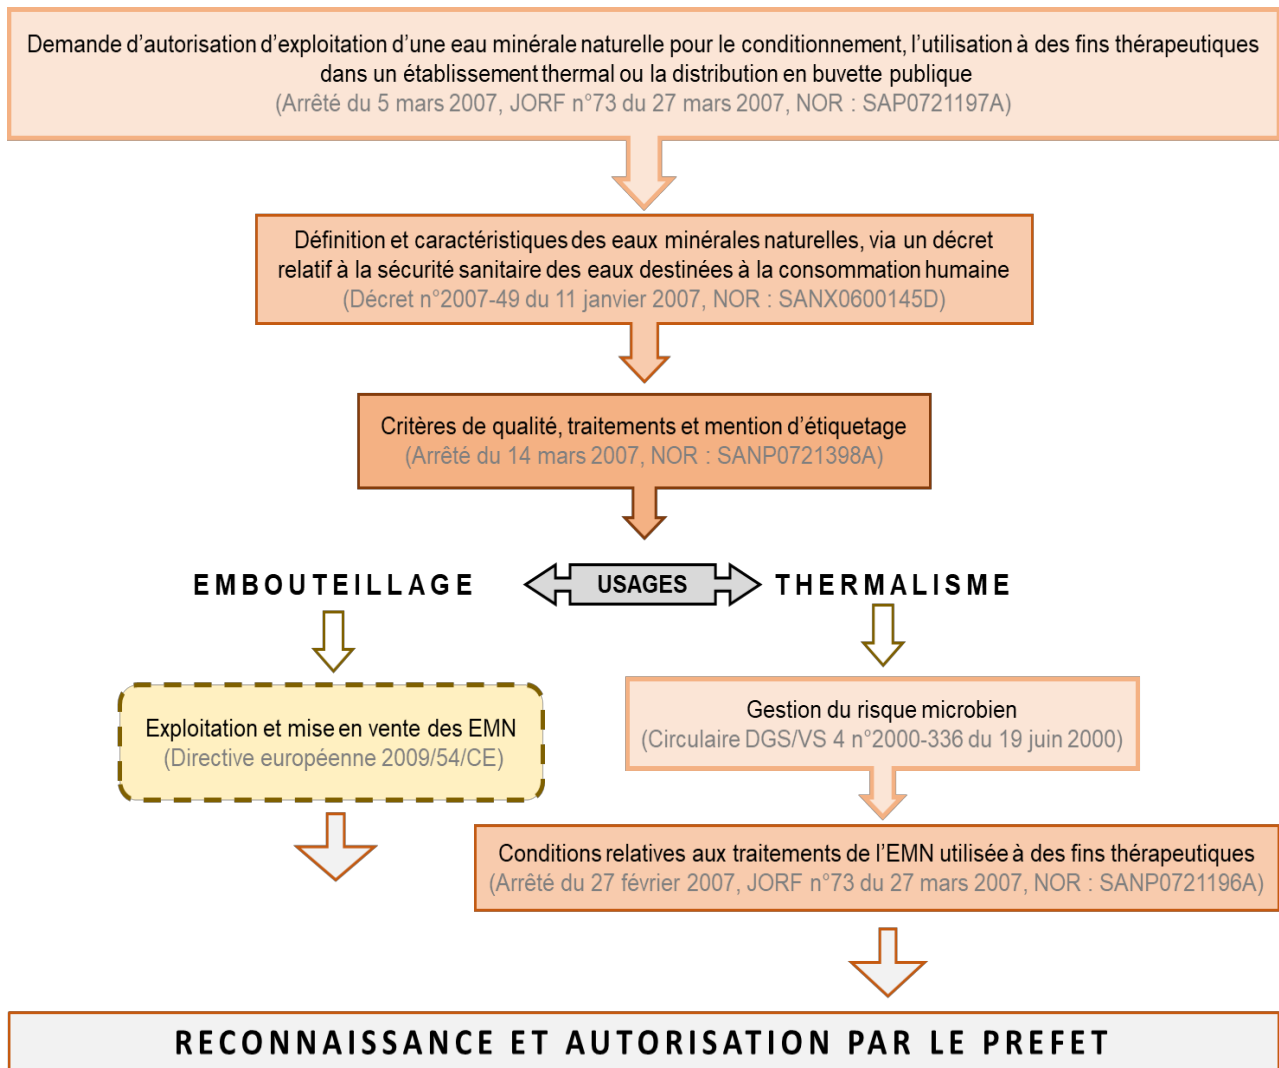 Demande d'autorisation d'exploitation d'une eau minérale naturelle pour le conditionnement, l'utilisation à des fins thérapeutiques
dans un établissement thermal ou la distribution en buvette publique
(Arrêté du 5 mars 2007, JORF n°73 du 27 mars 2007, NOR : SAP0721197A)
Définition et caractéristiques des eaux minérales naturelles, via un décret
relatif à la sécurité sanitaire des eaux destinées à la consommation humaine
(Décret n°2007-49 du 11 janvier 2007, NOR : SANX0600145D)
Critères de qualité, traitements et mention d'étiquetage
(Arrêté du 14 mars 2007, NOR : SANP0721398A)
EMBOUTEILLAGE
USAGES
THERMALISME
Exploitation et mise en vente des EMN
(Directive européenne 2009/54/CE)
Gestion du risque microbien
(Circulaire DGS/VS 4 n°2000-336 du 19 juin 2000)
Conditions relatives aux traitements de l'EMN utilisée à des fins thérapeutiques
(Arrêté du 27 février 2007, JORF n°73 du 27 mars 2007, NOR : SANP0721196A)
RECONNAISSANCE ET AUTORISATION PAR LE PREFET